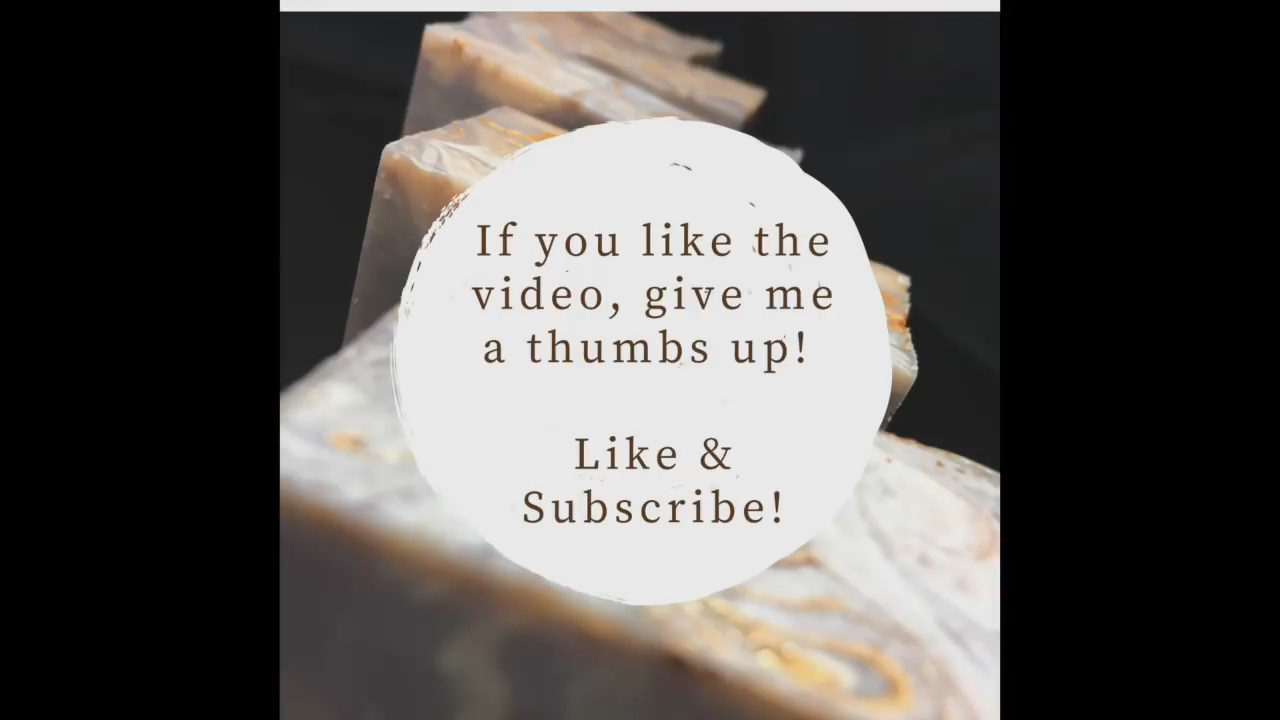 If you like the
video, give me
a thumbs up!
Like &
Subscribe!